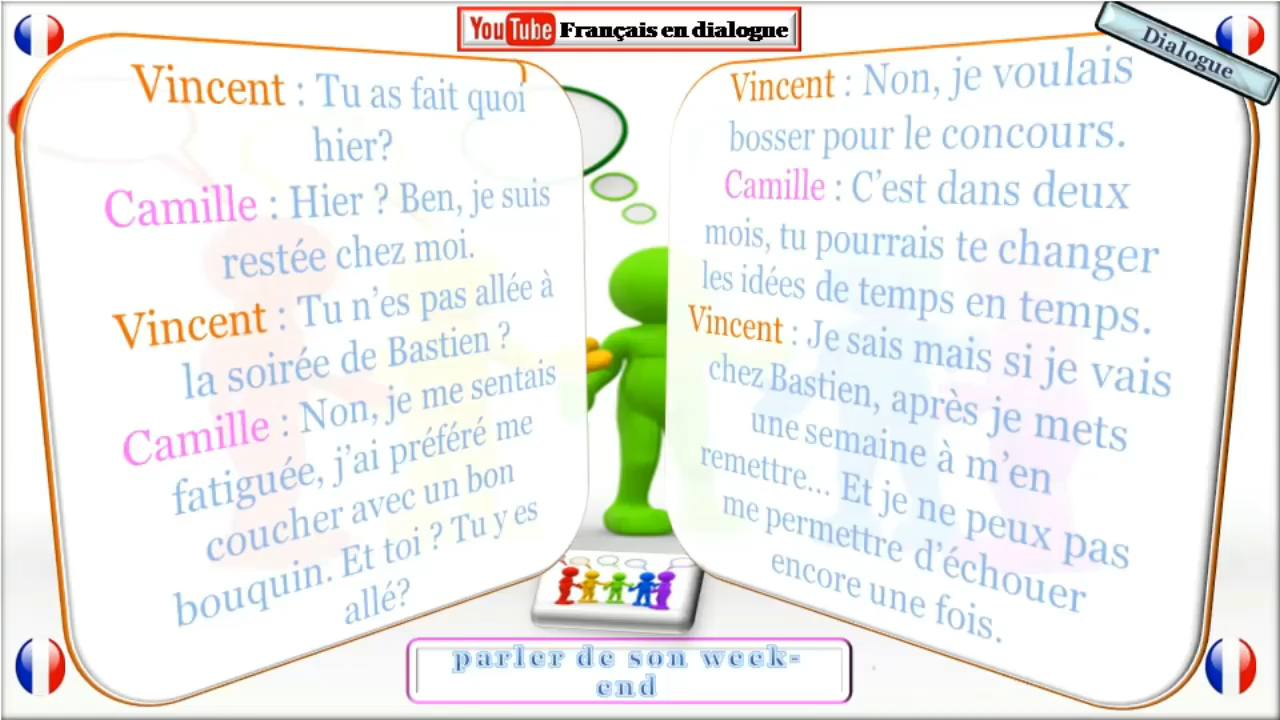 YouTube Français en dialogue
Dialogue
Vincent : Tu as fait quoi
hier?
Camille : Hier ? Ben, je suis
restée chez moi.
Vincent : Tu n’es pas allée à
la soirée de Bastien ?
Camille : Non, je me sentais
fatiguée, j’ai préféré me
coucher avec un bon
bouquin. Et toi ? Tu y es
allé?
Vincent : Non, je voulais
bosser pour le concours.
Camille : C’est dans deux
mois, tu pourrais te changer
les idées de temps en temps.
Vincent : Je sais mais si je vais
chez Bastien, après je mets
une semaine à m’en
remettre... Et je ne peux pas
me permettre d’échouer
encore une fois.
parler de son week-
end